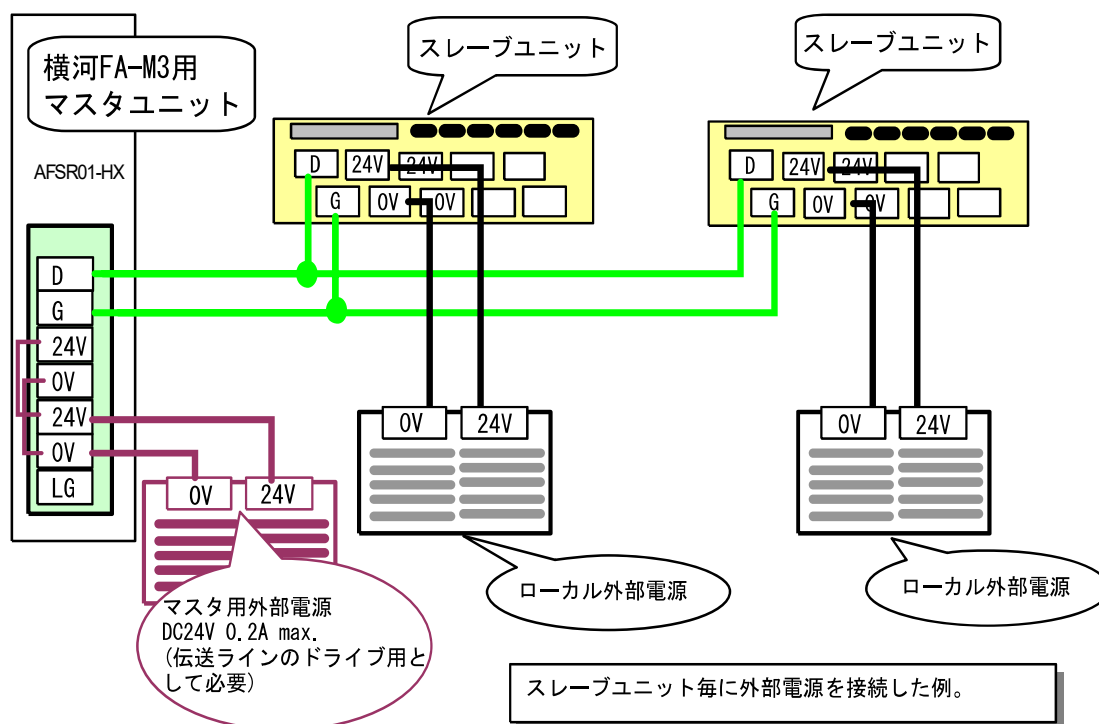 横河FA-M3用
マスタユニット
AFSR01-HX
D
G
24V
0V
24V
0V
LG
0V 24V
マスタ用外部電源
DC24V 0.2A max.
(伝送ラインのドライブ用と
して必要)
スレーブユニット
D 24V 24V
G 0V 0V
0V 24V
ローカル外部電源
スレーブユニット
D 24V 24V
G 0V 0V
0V 24V
ローカル外部電源
スレーブユニット毎に外部電源を接続した例。